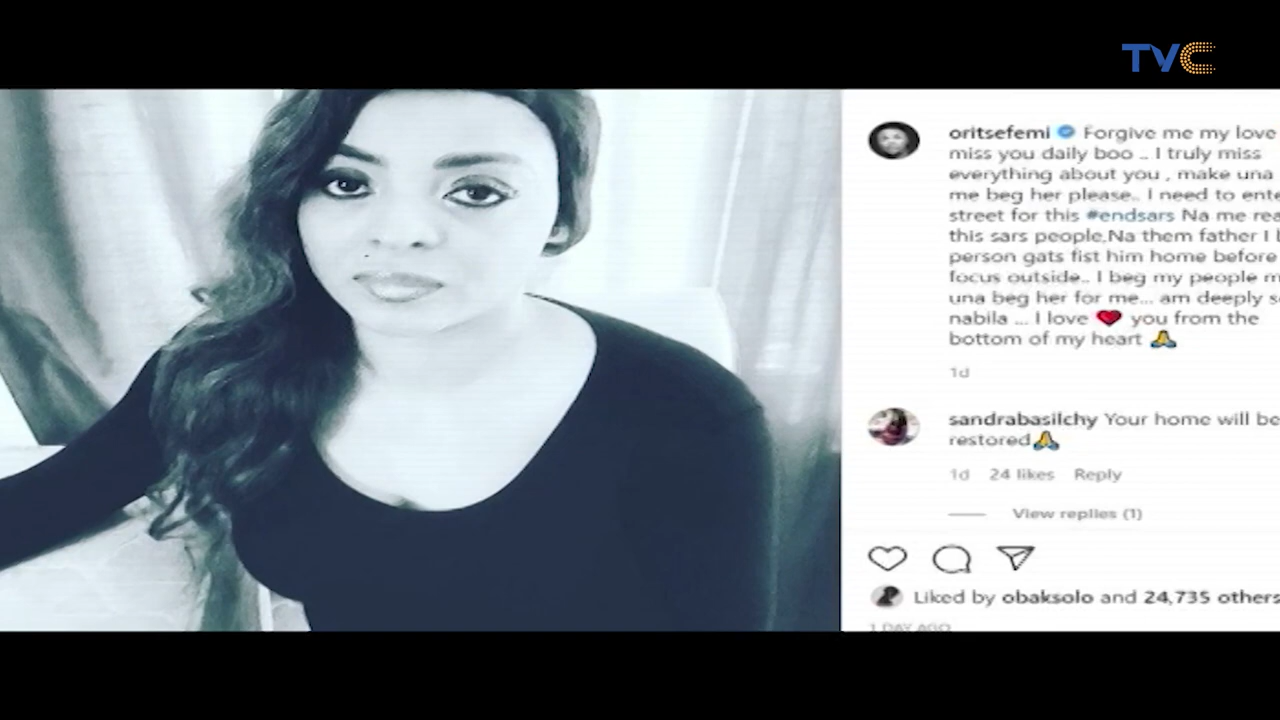 TVC
oritsefemi Forgive me my love
miss you daily boo .. I truly miss
everything about you , make una
me beg her please.. I need to ente
street for this #endsars Na me rea
this sars people,Na them father I b
person gats fist him home before
focus outside.. I beg my people m
una beg her for me... am deeply s
nabila ... I love ❤️ you from the
bottom of my heart 🙏
1d
sandrabasilchy Your home will be
restored🙏
1d 24 likes Reply
View replies (1)
Liked by obaksolo and 24,735 others
1 DAY AGO